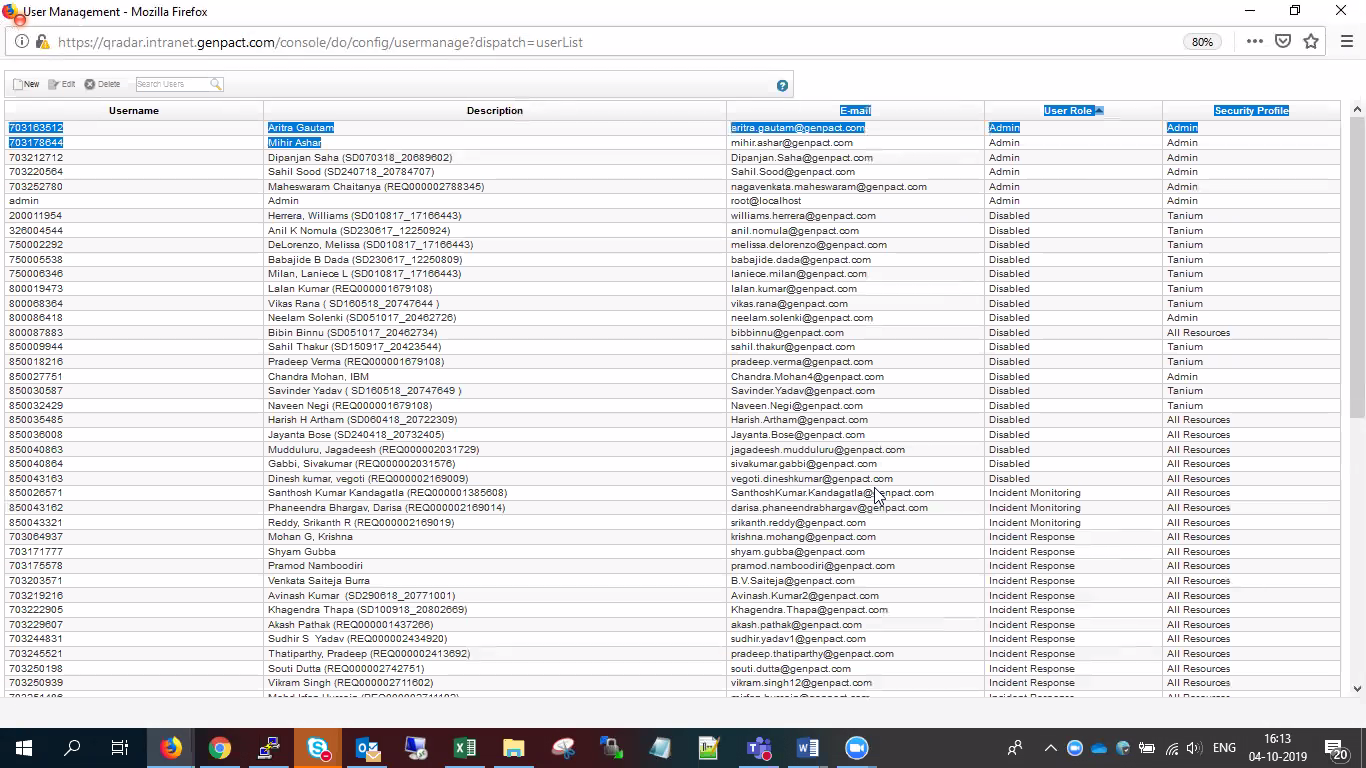 User Management - Mozilla Firefox
https://qradar.intranet.genpact.com/console/do/config/usermanage?dispatch=userList 80%
New Edit Delete Search Users
Username Description E-mail User Role Security Profile
703163512 Aritra Gautam aritra.gautam@genpact.com Admin Admin
703178644 Mihir Ashar mihir.ashar@genpact.com Admin Admin
703212712 Dipanjan Saha (SD070318_20689602) Dipanjan.Saha@genpact.com Admin Admin
703220564 Sahil Sood (SD240718_20784707) Sahil.Sood@genpact.com Admin Admin
703252780 Maheswaram Chaitanya (REQ000002788345) nagavenkata.maheswaram@genpact.com Admin Admin
admin Admin root@localhost Admin Admin
200011954 Herrera, Williams (SD010817_17166443) williams.herrera@genpact.com Disabled Tanium
326004544 Anil K Nomula (SD230617_12250924) anil.nomula@genpact.com Disabled Tanium
750002292 DeLorenzo, Melissa (SD010817_17166443) melissa.delorenzo@genpact.com Disabled Tanium
750005538 Babajide B Dada (SD230617_12250809) babajide.dada@genpact.com Disabled Tanium
750006346 Milan, Laniece L (SD010817_17166443) laniece.milan@genpact.com Disabled Tanium
800019473 Lalan Kumar (REQ000001679108) lalan.kumar@genpact.com Disabled Tanium
800068364 Vikas Rana ( SD160518_20747644 ) vikas.rana@genpact.com Disabled Tanium
800086418 Neelam Solenki (SD051017_20462726) neelam.solenki@genpact.com Disabled Admin
800087883 Bibin Binnu (SD051017_20462734) bibbinnu@genpact.com Disabled All Resources
850009944 Sahil Thakur (SD150917_20423544) sahil.thakur@genpact.com Disabled Tanium
850018216 Pradeep Verma (REQ000001679108) pradeep.verma@genpact.com Disabled Tanium
850027751 Chandra Mohan, IBM Chandra.Mohan4@genpact.com Disabled Admin
850030587 Savinder Yadav ( SD160518_20747649 ) Savinder.Yadav@genpact.com Disabled Tanium
850032429 Naveen Negi (REQ000001679108) Naveen.Negi@genpact.com Disabled Tanium
850035485 Harish H Artham (SD060418_20722309) Harish.Artham@genpact.com Disabled All Resources
850036008 Jayanta Bose (SD240418_20732405) Jayanta.Bose@genpact.com Disabled All Resources
850040863 Mudduluru, Jagadeesh (REQ000002031729) jagadeesh.mudduluru@genpact.com Disabled All Resources
850040864 Gabbi, Sivakumar (REQ000002031576) sivakumar.gabbi@genpact.com Disabled All Resources
850043163 Dinesh kumar, vegoti (REQ000002169009) vegoti.dineshkumar@genpact.com Disabled All Resources
850026571 Santhosh Kumar Kandagatla (REQ000001385608) SanthoshKumar.Kandagatla@genpact.com Incident Monitoring All Resources
850043162 Phaneendra Bhargav, Darisa (REQ000002169014) darisa.phaneendrabhargav@genpact.com Incident Monitoring All Resources
850043321 Reddy, Srikanth R (REQ000002169019) srikanth.reddy@genpact.com Incident Monitoring All Resources
703064937 Mohan G, Krishna krishna.mohang@genpact.com Incident Response All Resources
703171777 Shyam Gubba shyam.gubba@genpact.com Incident Response All Resources
703175578 Pramod Namboodiri pramod.namboodiri@genpact.com Incident Response All Resources
703203571 Venkata Saiteja Burra B.V.Saiteja@genpact.com Incident Response All Resources
703219216 Avinash Kumar (SD290618_20771001) Avinash.Kumar2@genpact.com Incident Response All Resources
703222905 Khagendra Thapa (SD100918_20802669) Khagendra.Thapa@genpact.com Incident Response All Resources
703229607 Akash Pathak (REQ000001437266) akash.pathak@genpact.com Incident Response All Resources
703244831 Sudhir S Yadav (REQ000002434920) sudhir.yadav1@genpact.com Incident Response All Resources
703245521 Thatiparthy, Pradeep (REQ000002413692) pradeep.thatiparthy@genpact.com Incident Response All Resources
703250198 Souti Dutta (REQ000002742751) souti.dutta@genpact.com Incident Response All Resources
703250939 Vikram Singh (REQ000002711602) vikram.singh12@genpact.com Incident Response All Resources
Incident Response All Resources
ENG 16:13
04-10-2019 20